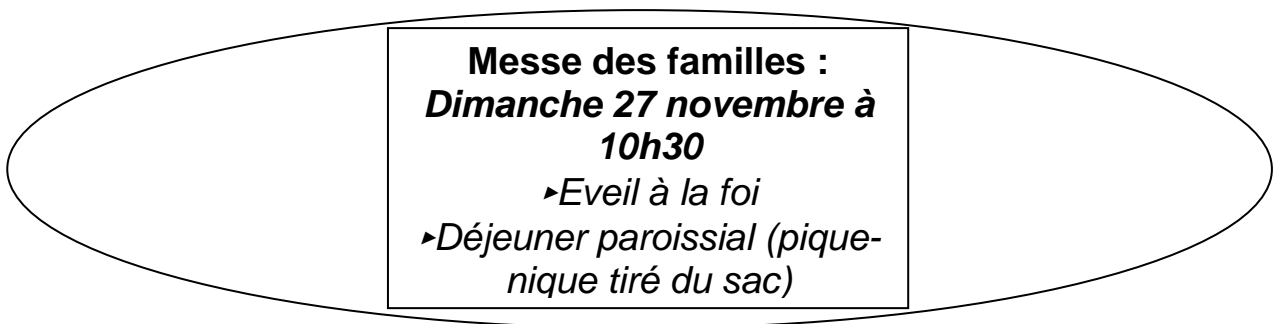 Messe des familles :
Dimanche 27 novembre à
10h30
▸Eveil à la foi
▸Déjeuner paroissial (pique-
nique tiré du sac)